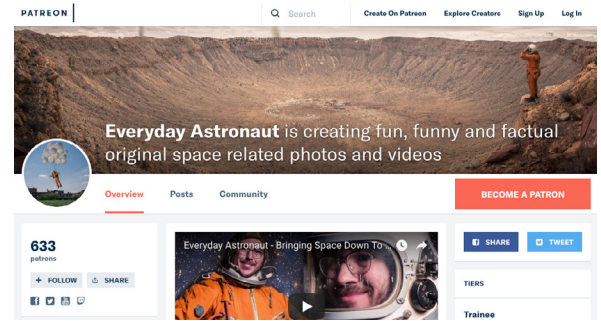 PATREON
Search
Create On Patreon
Explore Creators
Sign Up
Log In
Everyday Astronaut is creating fun, funny and factual
original space related photos and videos
Overview
Posts
Community
BECOME A PATRON
633
patrons
+ FOLLOW
SHARE
Everyday Astronaut - Bringing Space Down To ...
SHARE
TWEET
TIERS
Trainee